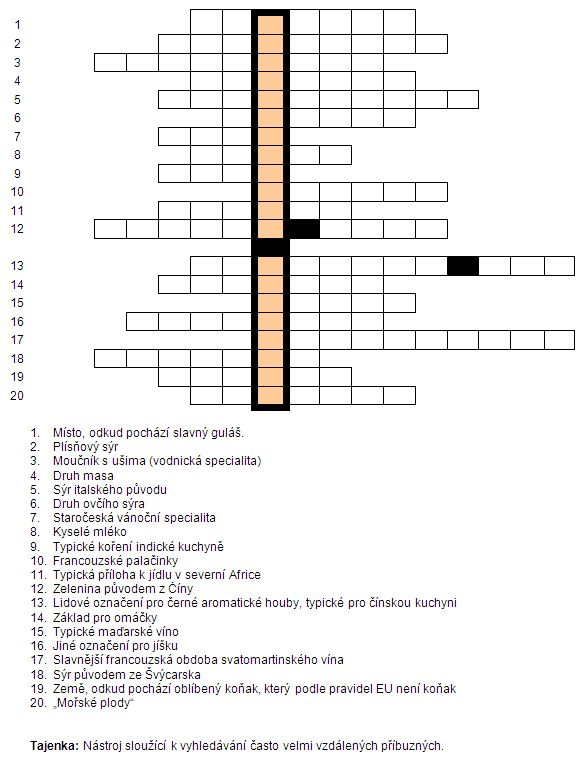 1
2
3
4
5
6
7
8
9
10
11
12
13
14
15
16
17
18
19
20
1. Místo, odkud pochází slavný guláš.
2. Plísňový sýr
3. Moučník s ušima (vodnická specialita)
4. Druh masa
5. Sýr italského původu
6. Druh ovčího sýra
7. Staročeská vánoční specialita
8. Kyselé mléko
9. Typické koření indické kuchyně
10. Francouzské palačinky
11. Typická příloha k jídlu v severní Africe
12. Zelenina původem z Číny
13. Lidové označení pro černé aromatické houby, typické pro čínskou kuchyni
14. Základ pro omáčky
15. Typické maďarské víno
16. Jiné označení pro jíšku
17. Slavnější francouzská obdoba svatomartinského vína
18. Sýr původem ze Švýcarska
19. Země, odkud pochází oblíbený koňak, který podle pravidel EU není koňak
20. „Mořské plody“
Tajenka: Nástroj sloužící k vyhledávání často velmi vzdálených příbuzných.